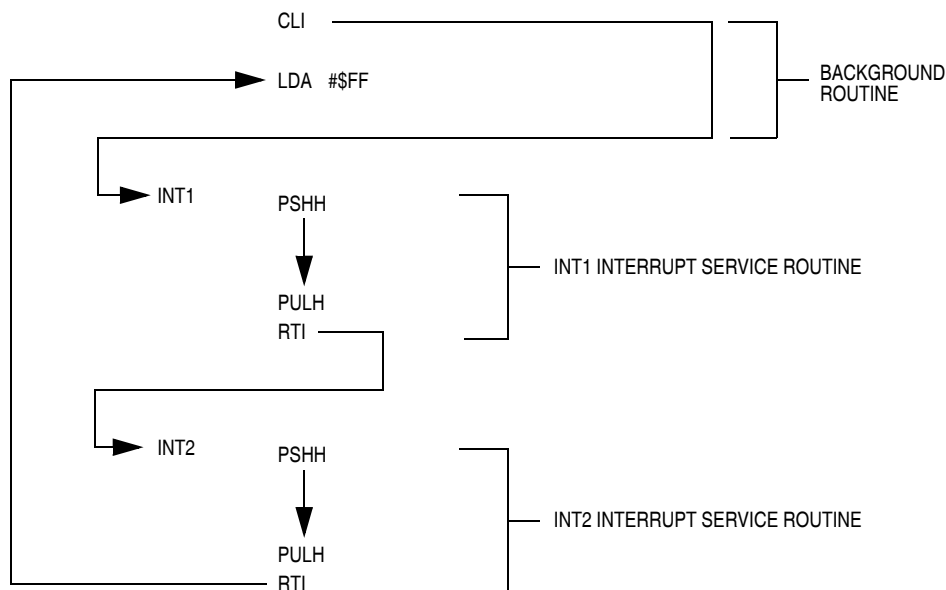 CLI
LDA #$FF
BACKGROUND
ROUTINE
INT1
PSHH
INT1 INTERRUPT SERVICE ROUTINE
PULH
RTI
INT2
PSHH
INT2 INTERRUPT SERVICE ROUTINE
PULH
RTI